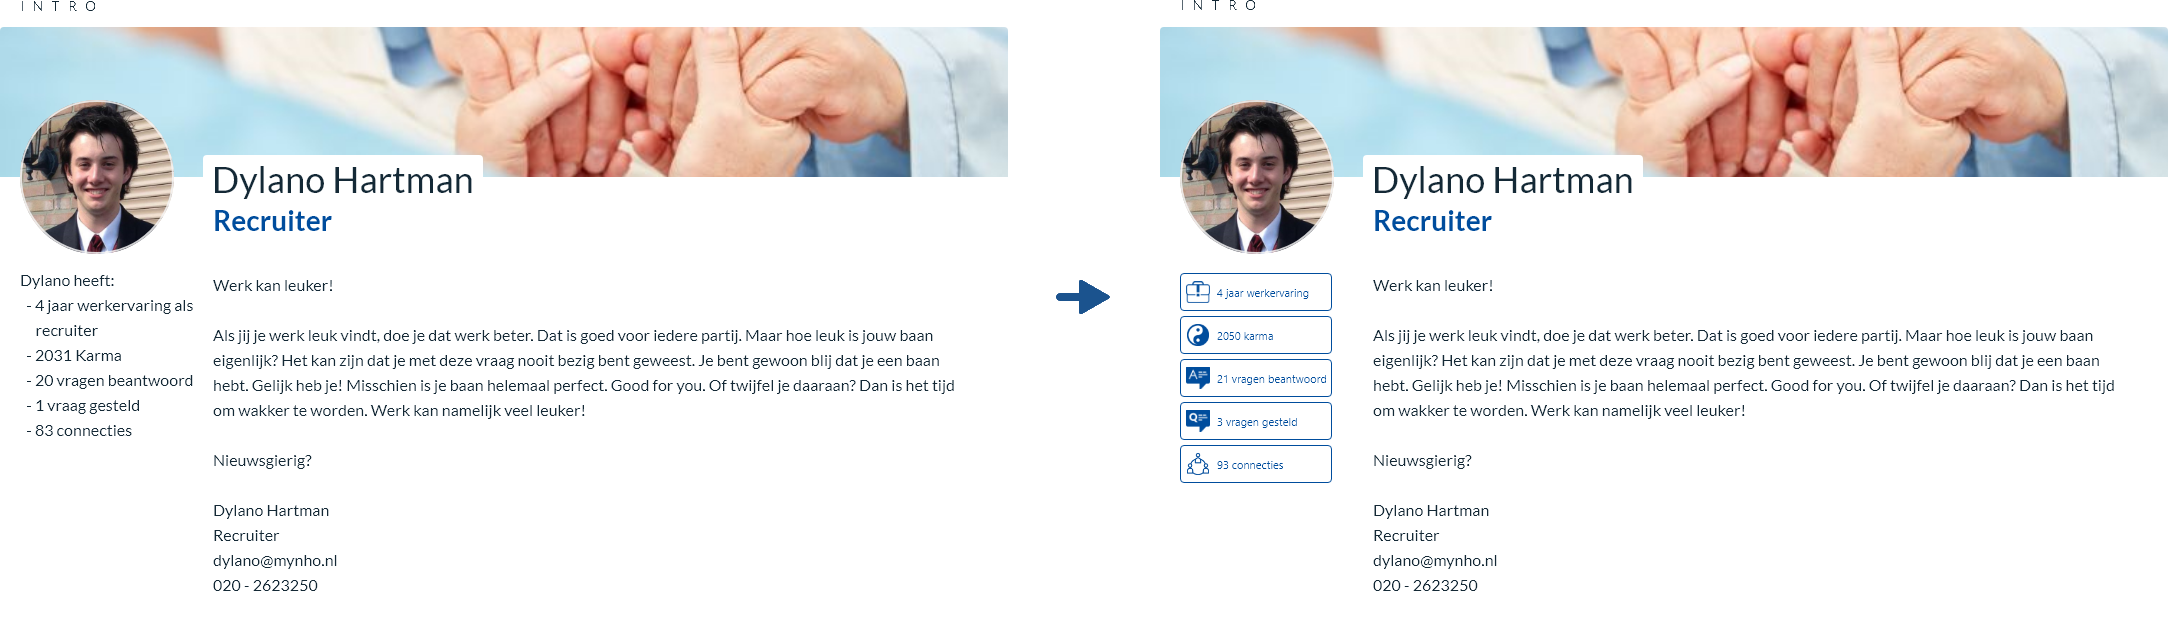 INTRO
Dylano Hartman
Recruiter
Dylano heeft:
- 4 jaar werkervaring als
recruiter
- 2031 Karma
- 20 vragen beantwoord
- 1 vraag gesteld
- 83 connecties
Werk kan leuker!
Als jij je werk leuk vindt, doe je dat werk beter. Dat is goed voor iedere partij. Maar hoe leuk is jouw baan
eigenlijk? Het kan zijn dat je met deze vraag nooit bezig bent geweest. Je bent gewoon blij dat je een baan
hebt. Gelijk heb je! Misschien is je baan helemaal perfect. Good for you. Of twijfel je daaraan? Dan is het tijd
om wakker te worden. Werk kan namelijk veel leuker!
Nieuwsgierig?
Dylano Hartman
Recruiter
dylano@mynho.nl
020 - 2623250
INTRO
Dylano Hartman
Recruiter
4 jaar werkervaring
2050 karma
A 21 vragen beantwoord
Q 3 vragen gesteld
93 connecties
Werk kan leuker!
Als jij je werk leuk vindt, doe je dat werk beter. Dat is goed voor iedere partij. Maar hoe leuk is jouw baan
eigenlijk? Het kan zijn dat je met deze vraag nooit bezig bent geweest. Je bent gewoon blij dat je een baan
hebt. Gelijk heb je! Misschien is je baan helemaal perfect. Good for you. Of twijfel je daaraan? Dan is het tijd
om wakker te worden. Werk kan namelijk veel leuker!
Nieuwsgierig?
Dylano Hartman
Recruiter
dylano@mynho.nl
020 - 2623250